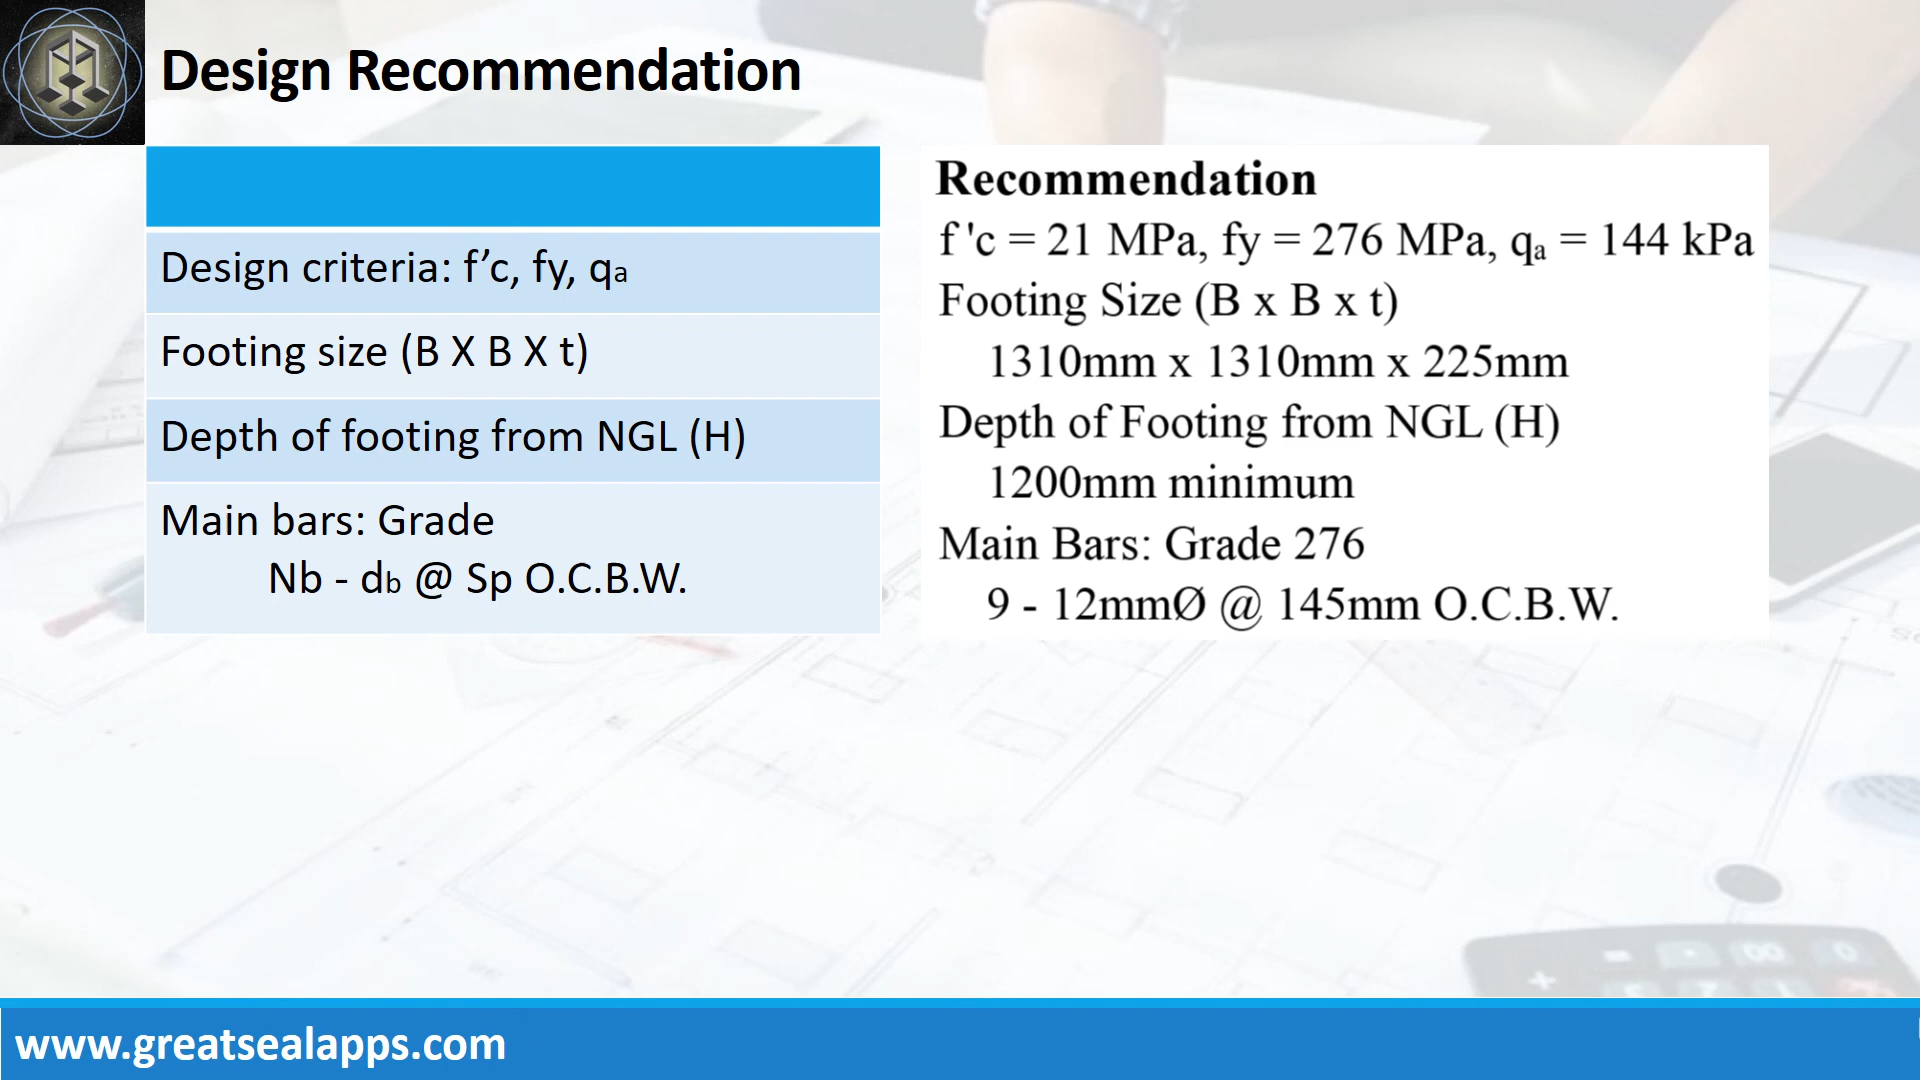 Design Recommendation
Design criteria: f’c, fy, qa
Footing size (B X B X t)
Depth of footing from NGL (H)
Main bars: Grade
Nb - db @ Sp O.C.B.W.
Recommendation
f 'c = 21 MPa, fy = 276 MPa, qa = 144 kPa
Footing Size (B x B x t)
1310mm x 1310mm x 225mm
Depth of Footing from NGL (H)
1200mm minimum
Main Bars: Grade 276
9 - 12mmØ @ 145mm O.C.B.W.
www.greatsealapps.com